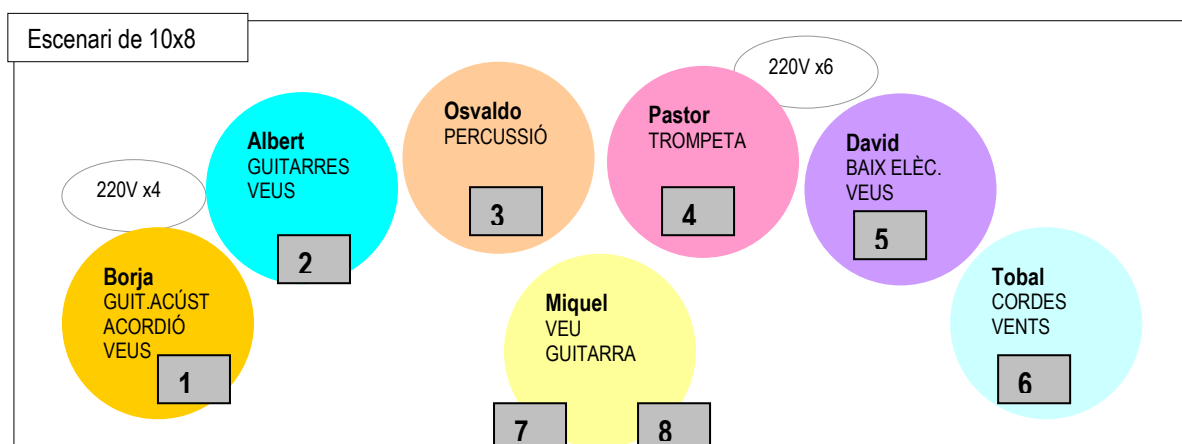 Escenari de 10x8
220V x6
Osvaldo
PERCUSSIÓ
Pastor
TROMPETA
Albert
GUITARRES
VEUS
David
BAIX ELÈC.
VEUS
220V x4
3
4
5
2
Borja
GUIT.ACÚST
ACORDIÓ
VEUS
Tobal
CORDES
VENTS
Miquel
VEU
GUITARRA
1
6
7
8